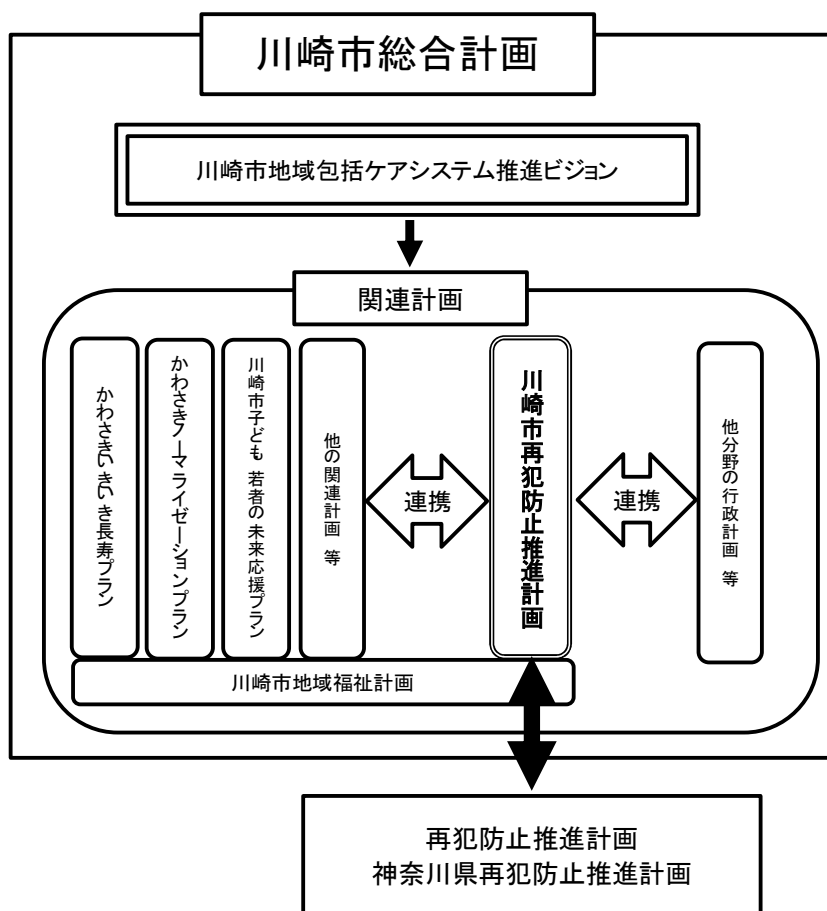 川崎市総合計画
川崎市地域包括ケアシステム推進ビジョン
関連計画
かわさきいきいき長寿プラン
かわさきノーマライゼーションプラン
川崎市子ども、若者の未来応援プラン
他の関連計画 等
連携
川崎市再犯防止推進計画
連携
他分野の行政計画 等
川崎市地域福祉計画
再犯防止推進計画
神奈川県再犯防止推進計画